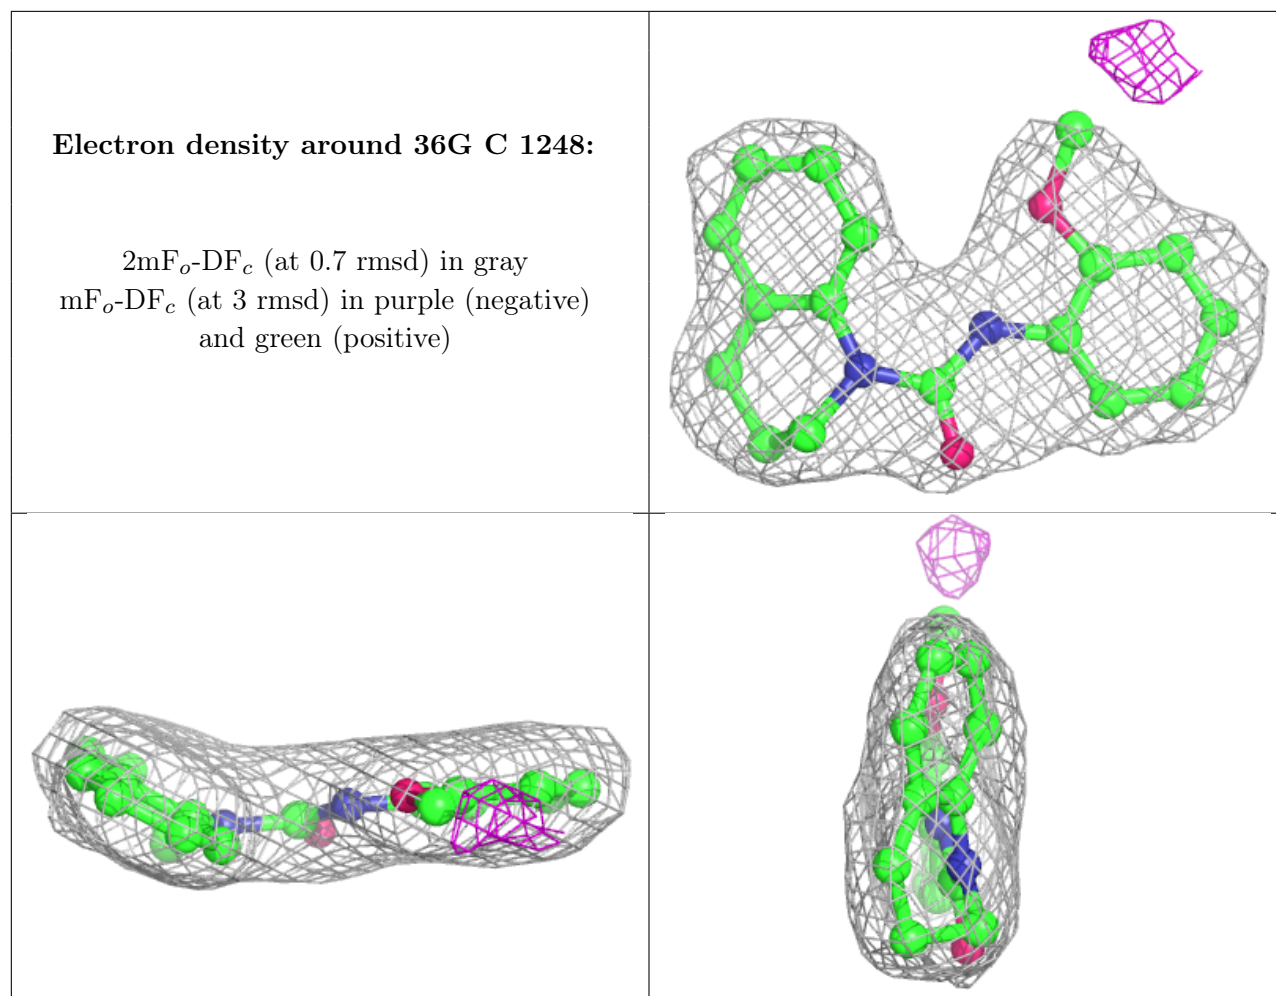 Electron density around 36G C 1248:
2mFo-DFc (at 0.7 rmsd) in gray
mFo-DFc (at 3 rmsd) in purple (negative)
and green (positive)